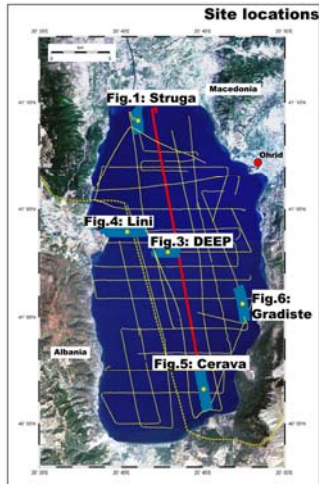 Site locations
Macedonia
Fig.1: Struga
Ohrid
Fig.4: Lini
Fig.3: DEEP
Fig.6:
Gradiste
Albania
Fig.5: Cerava